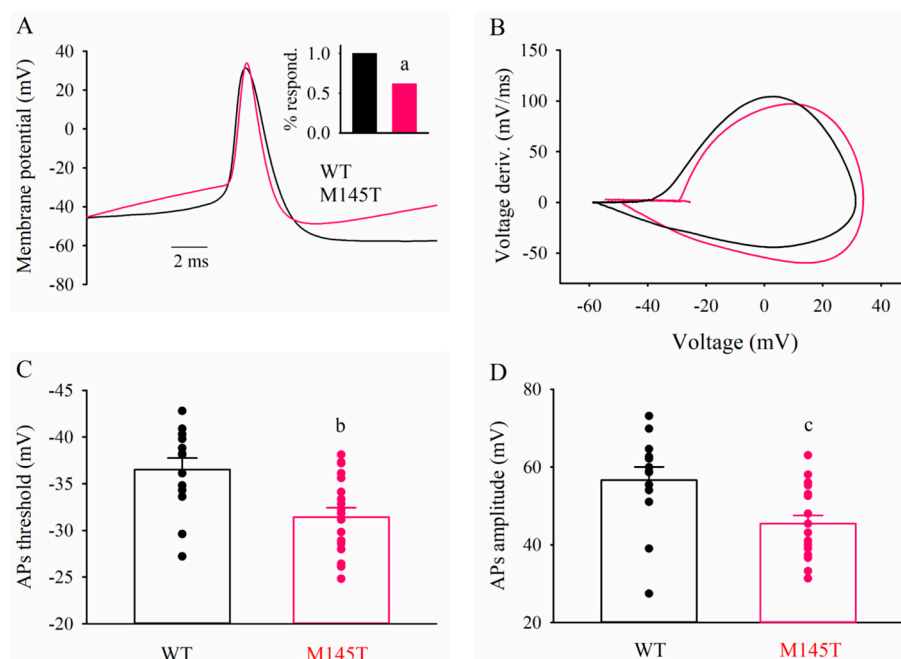 A
Membrane potential (mV)
40
20
0
-20
-40
-60
-80
2 ms
% respond.
1.0
0.5
0.0
a
WT
M145T
B
Voltage deriv. (mV/ms)
150
100
50
0
-50
-60
-40
-20
0
20
40
Voltage (mV)
C
APs threshold (mV)
-45
-40
-35
-30
-25
-20
b
WT
M145T
D
APs amplitude (mV)
80
60
40
20
c
WT
M145T